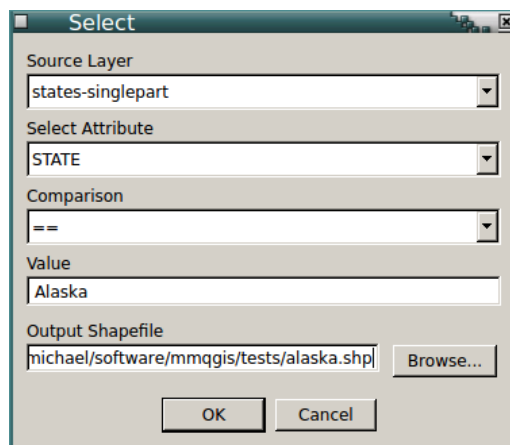 Select
Source Layer
states-singlepart
Select Attribute
STATE
Comparison
==
Value
Alaska
Output Shapefile
michael/software/mmqgis/tests/alaska.shp
Browse...
OK
Cancel